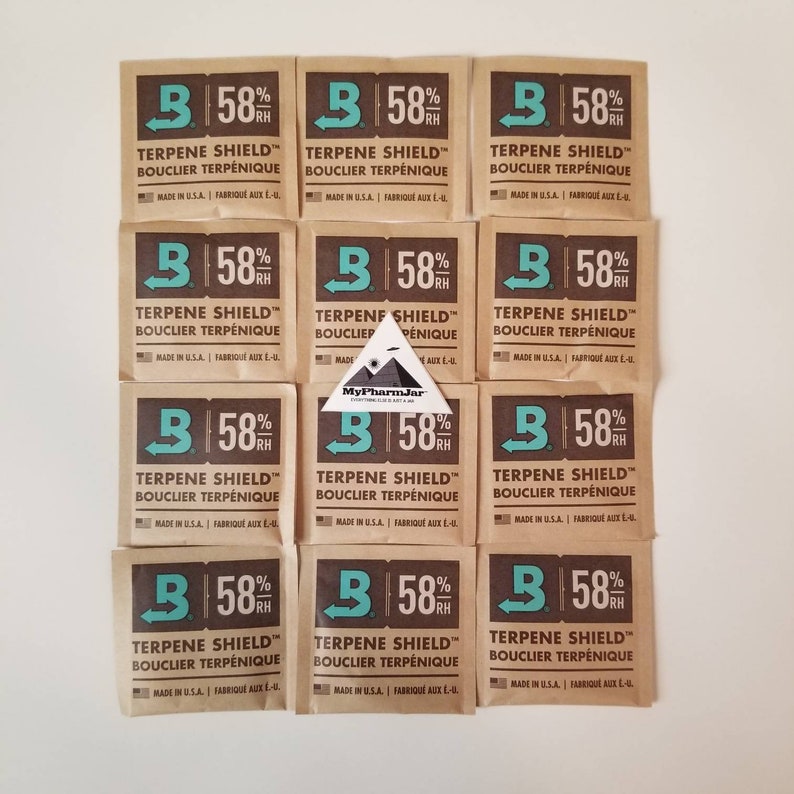 B® 58% RH
TERPENE SHIELD™
BOUCLIER TERPÉNIQUE
MADE IN U.S.A. | FABRIQUÉ AUX É.-U.
B® 58% RH
TERPENE SHIELD™
BOUCLIER TERPÉNIQUE
MADE IN U.S.A. | FABRIQUÉ AUX É.-U.
B® 58% RH
TERPENE SHIELD™
BOUCLIER TERPÉNIQUE
MADE IN U.S.A. | FABRIQUÉ AUX É.-U.
B® 58% RH
TERPENE SHIELD™
BOUCLIER TERPÉNIQUE
MADE IN U.S.A. | FABRIQUÉ AUX É.-U.
B® 58% RH
TERPENE SHIELD™
BOUCLIER TERPÉNIQUE
MADE AUX É.-U.
MyPharmJar™
EVERYTHING ELSE IS JUST A JAR
B® 58% RH
TERPENE SHIELD™
BOUCLIER TERPÉNIQUE
MADE IN U.S.A. | FABRIQUÉ AUX É.-U.
B® 58% RH
TERPENE SHIELD™
BOUCLIER TERPÉNIQUE
MADE IN U.S.A. | FABRIQUÉ AUX É.-U.
B® 58% RH
TERPENE SHIELD™
BOUCLIER TERPÉNIQUE
MADE IN U.S.A. | FABRIQUÉ AUX É.-U.
B® 58% RH
TERPENE SHIELD™
BOUCLIER TERPÉNIQUE
MADE IN U.S.A. | FABRIQUÉ AUX É.-U.
B® 58% RH
TERPENE SHIELD™
BOUCLIER TERPÉNIQUE
MADE IN U.S.A. | FABRIQUÉ AUX É.-U.
B® 58% RH
TERPENE SHIELD™
BOUCLIER TERPÉNIQUE
MADE IN U.S.A. | FABRIQUÉ AUX É.-U.
B® 58% RH
TERPENE SHIELD™
BOUCLIER TERPÉNIQUE
MADE IN U.S.A. | FABRIQUÉ AUX É.-U.